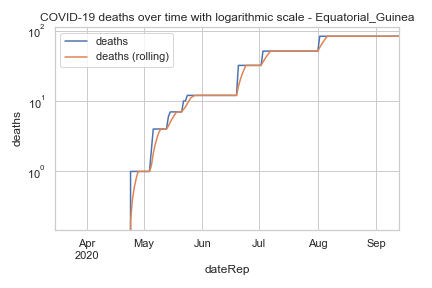 COVID-19 deaths over time with logarithmic scale - Equatorial_Guinea
deaths
deaths (rolling)
10²
10¹
10⁰
deaths
Apr May Jun Jul Aug Sep
2020
dateRep